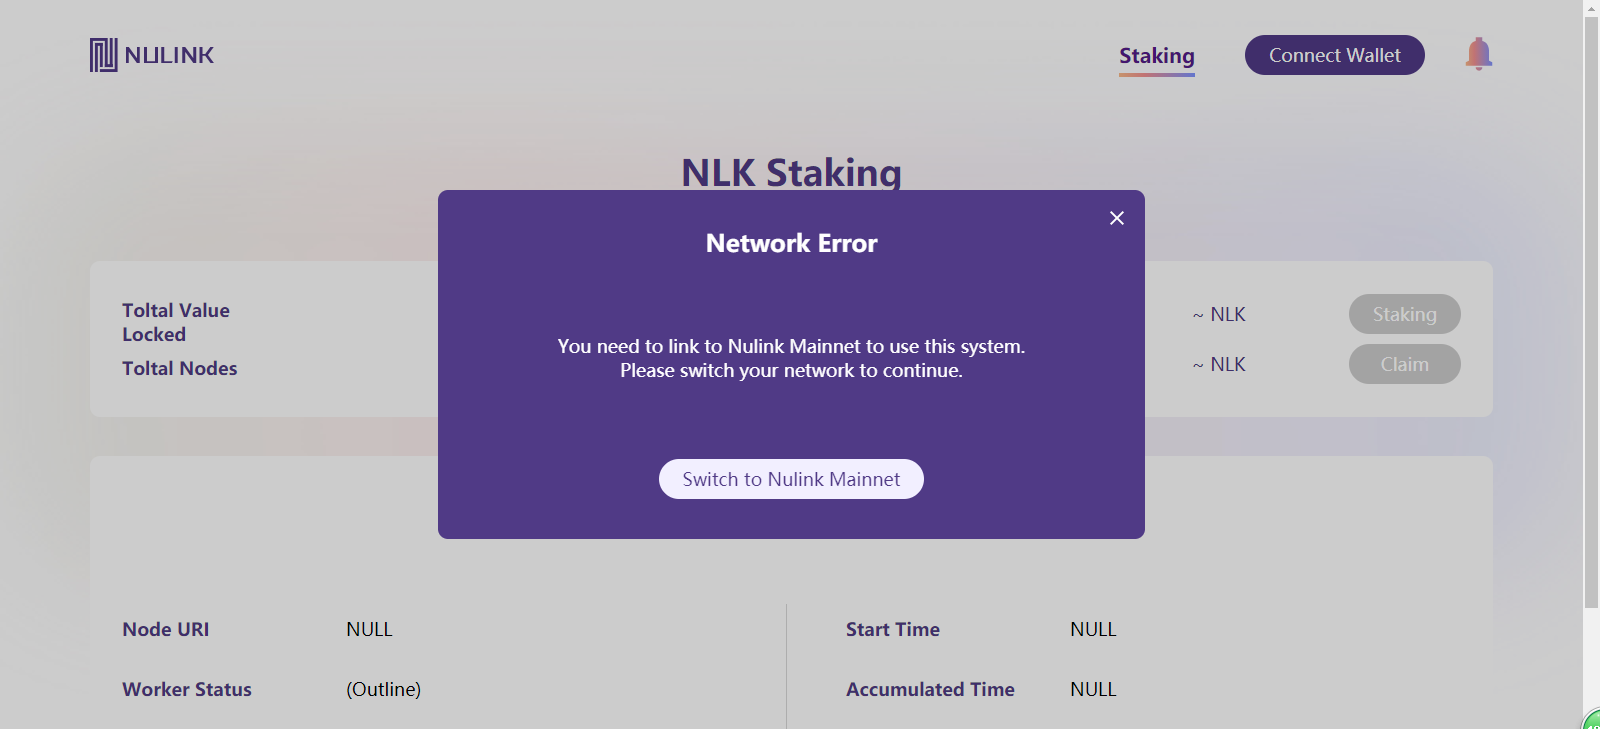 NULINK
Staking
Connect Wallet
NLK Staking
Network Error
You need to link to Nulink Mainnet to use this system.
Please switch your network to continue.
Switch to Nulink Mainnet
Toltal Value
Locked
Toltal Nodes
~ NLK
Staking
~ NLK
Claim
Node URI
NULL
Start Time
NULL
Worker Status
(Outline)
Accumulated Time
NULL